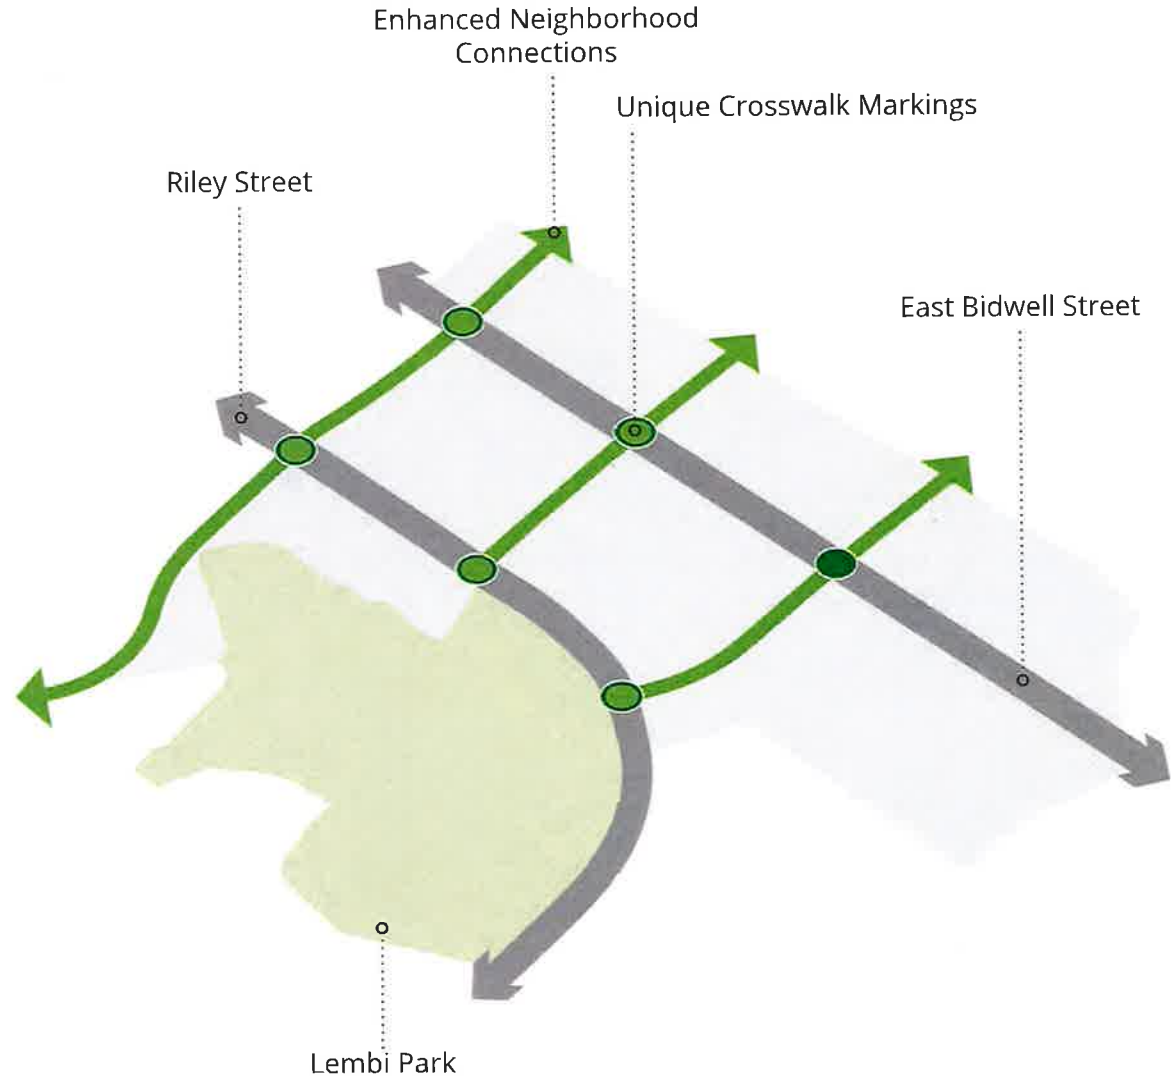 Enhanced Neighborhood
Connections
Unique Crosswalk Markings
Riley Street
East Bidwell Street
Lembi Park